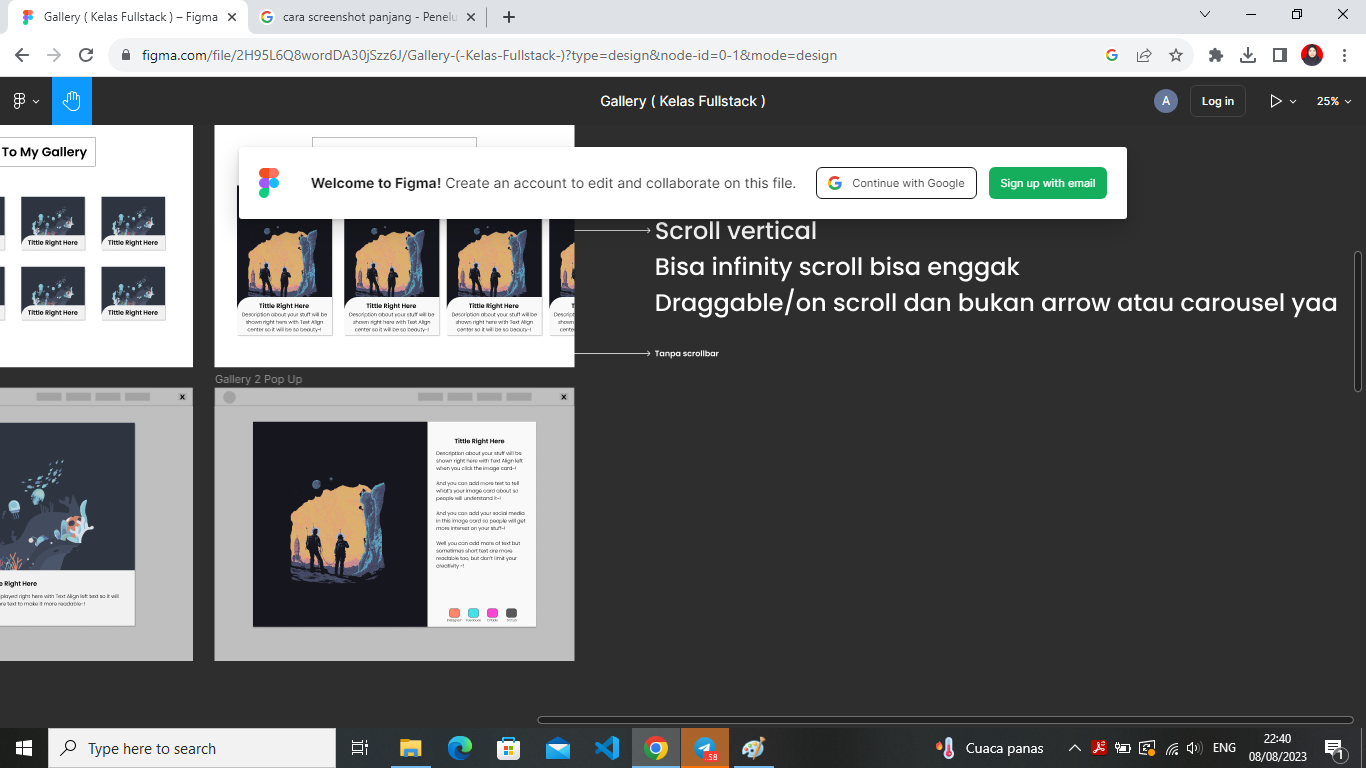 Gallery ( Kelas Fullstack ) – Figma
cara screenshot panjang - Penelu
figma.com/file/2H95L6Q8wordDA30jSzz6J/Gallery-(-Kelas-Fullstack-)?type=design&node-id=0-1&mode=design
Gallery ( Kelas Fullstack )
A
Log in
25%
To My Gallery
Welcome to Figma! Create an account to edit and collaborate on this file.
Continue with Google
Sign up with email
Tittle Right Here
Tittle Right Here
Tittle Right Here
Tittle Right Here
Scroll vertical
Bisa infinity scroll bisa enggak
Draggable/on scroll dan bukan arrow atau carousel yaa
Tittle Right Here
Description about your stuff will be
shown right here with Text Align
center so it will be so beauty~!
Tittle Right Here
Description about your stuff will be
shown right here with Text Align
center so it will be so beauty~!
Tittle Right Here
Description about your stuff will be
shown right here with Text Align
center so it will be so beauty~!
Tanpa scrollbar
Gallery 2 Pop Up
X
X
Tittle Right Here
Description about your stuff will be
shown right here with Text Align left
when you click the image card~!
And you can add more text to tell
what's your image card about so
people will understand it~!
And you can add your social media
in this image card so people will get
more interest on your stuff~!
Well you can add more of text but
sometimes short text are more
readable too, but don't limit your
creativity ~!
Right Here
played right here with Text Align left text so it will
re text to make it more readable~!
Type here to search
58
Cuaca panas
ENG
22:40
08/08/2023
1